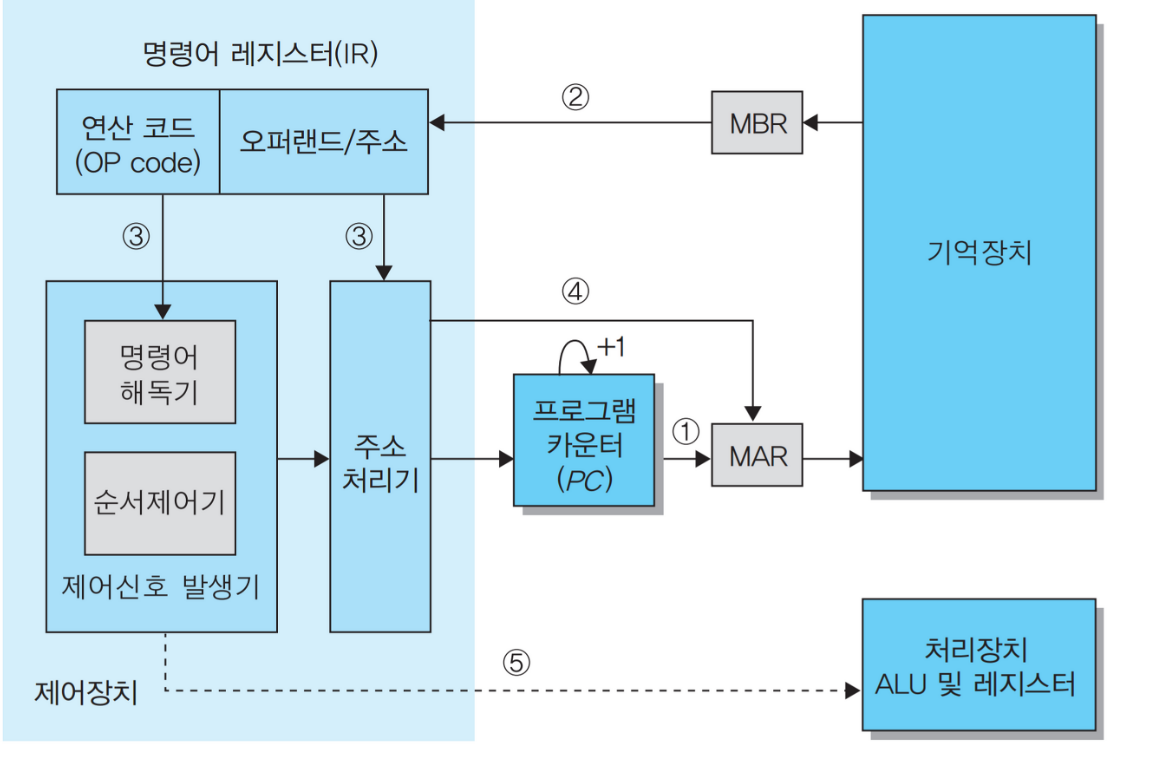 명령어 레지스터(IR)
연산 코드
(OP code)
오퍼랜드/주소
②
MBR
기억장치
③
③
④
명령어
해독기
순서제어기
제어신호 발생기
주소
처리기
+1
프로그램
카운터
(PC)
①
MAR
제어장치
⑤
처리장치
ALU 및 레지스터